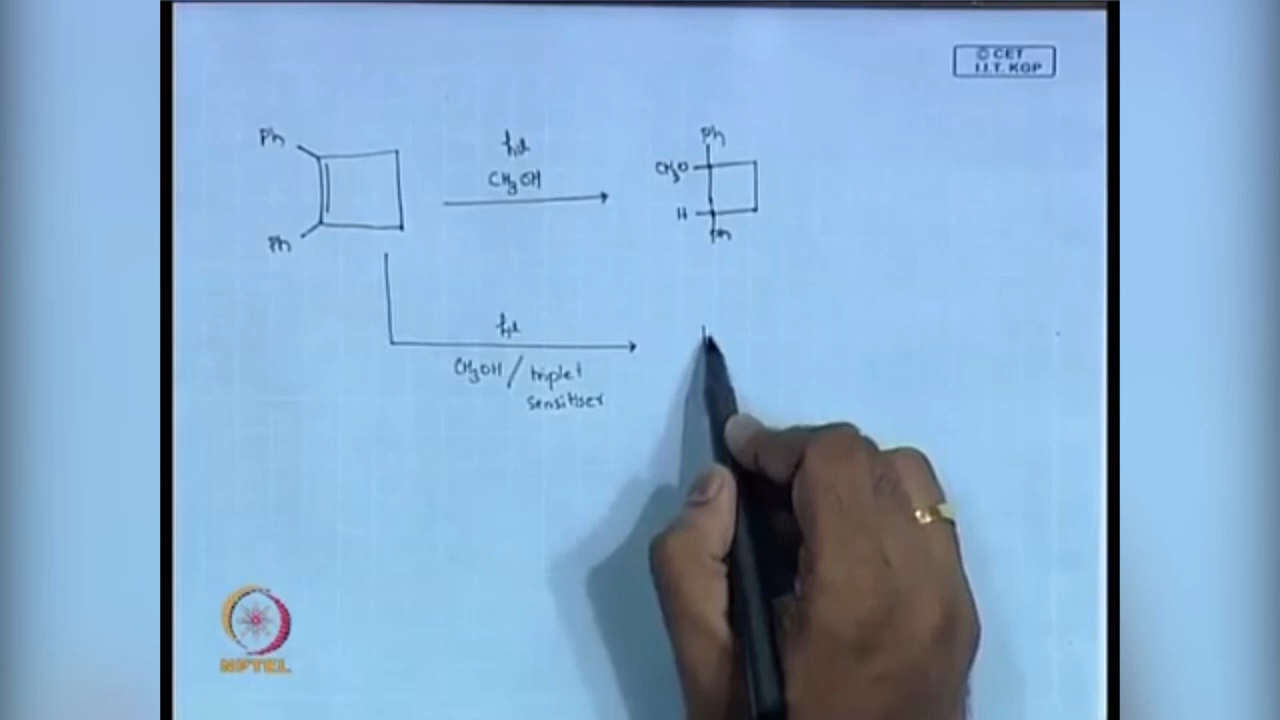 © CET
I.I.T. KGP
Ph
Ph
hν
CH3OH
Ph
CH3O
H
Ph
hν
CH3OH / triplet
sensitiser
NPTEL